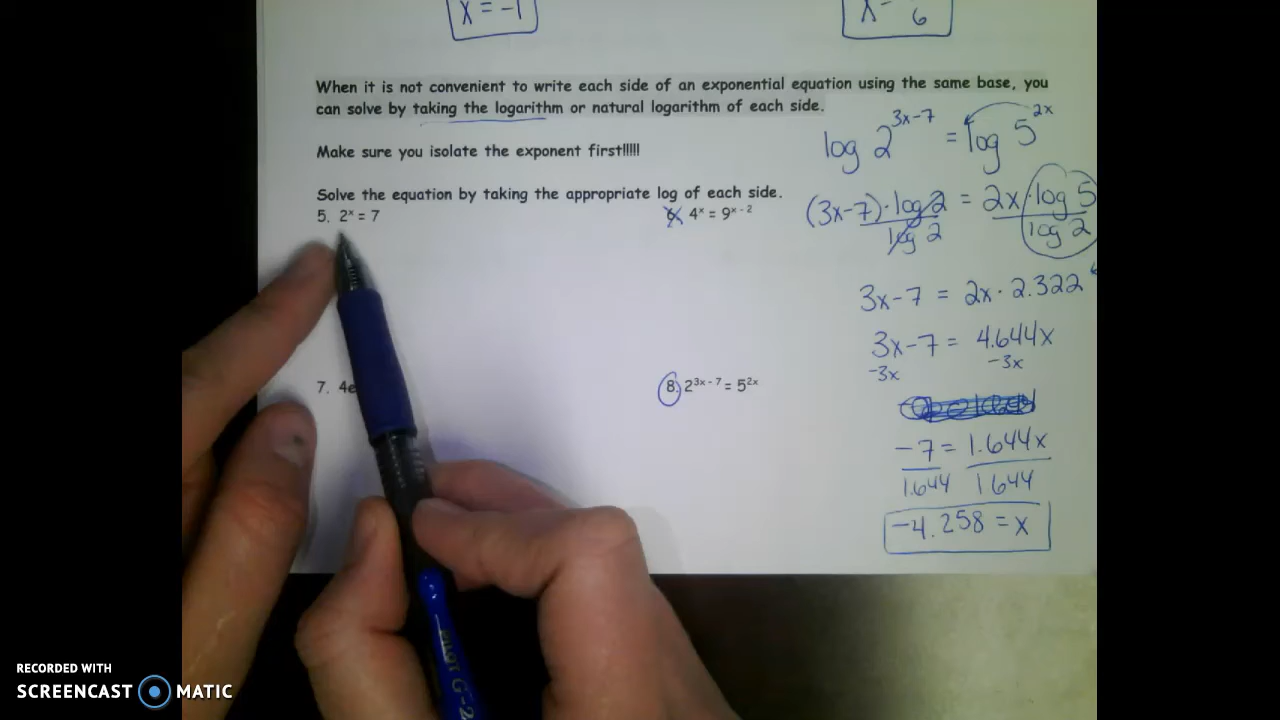 x = -1
x 6
When it is not convenient to write each side of an exponential equation using the same base, you
can solve by taking the logarithm or natural logarithm of each side.
Make sure you isolate the exponent first!!!!!
Solve the equation by taking the appropriate log of each side.
5. 2ˣ = 7
4ˣ = 9ˣ⁻²
7. 4e
8. 2³ˣ⁻⁷ = 5²ˣ
log 2³ˣ⁻⁷ = log 5²ˣ
(3x-7)·log 2 = 2x·log 5
log 2 log 2
3x-7 = 2x·2.322
3x-7 = 4.644x
-3x -3x
-7 = 1.644x
1.644 1644
-4.258 = x
RECORDED WITH
SCREENCAST MATIC
G-2